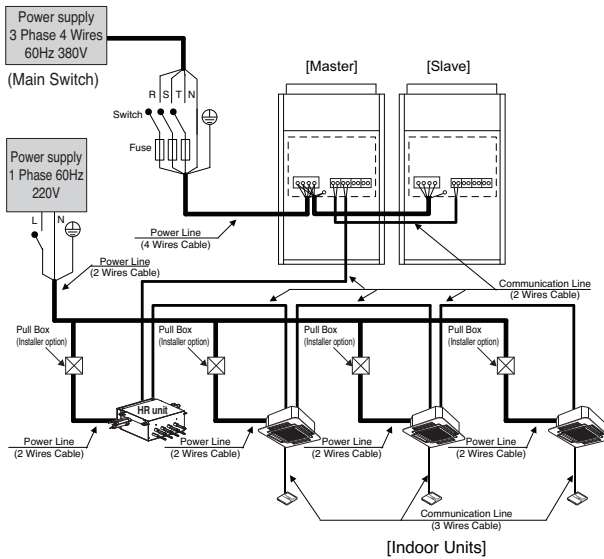 Power supply
3 Phase 4 Wires
60Hz 380V
(Main Switch)
[Master]
[Slave]
R S T N
Switch
Fuse
Power supply
1 Phase 60Hz
220V
L N
Power Line
(4 Wires Cable)
Power Line
(2 Wires Cable)
Communication Line
(2 Wires Cable)
Pull Box
(Installer option)
Pull Box
(Installer option)
Pull Box
(Installer option)
Pull Box
(Installer option)
HR unit
Power Line
(2 Wires Cable)
Power Line
(2 Wires Cable)
Power Line
(2 Wires Cable)
Power Line
(2 Wires Cable)
Communication Line
(3 Wires Cable)
[Indoor Units]